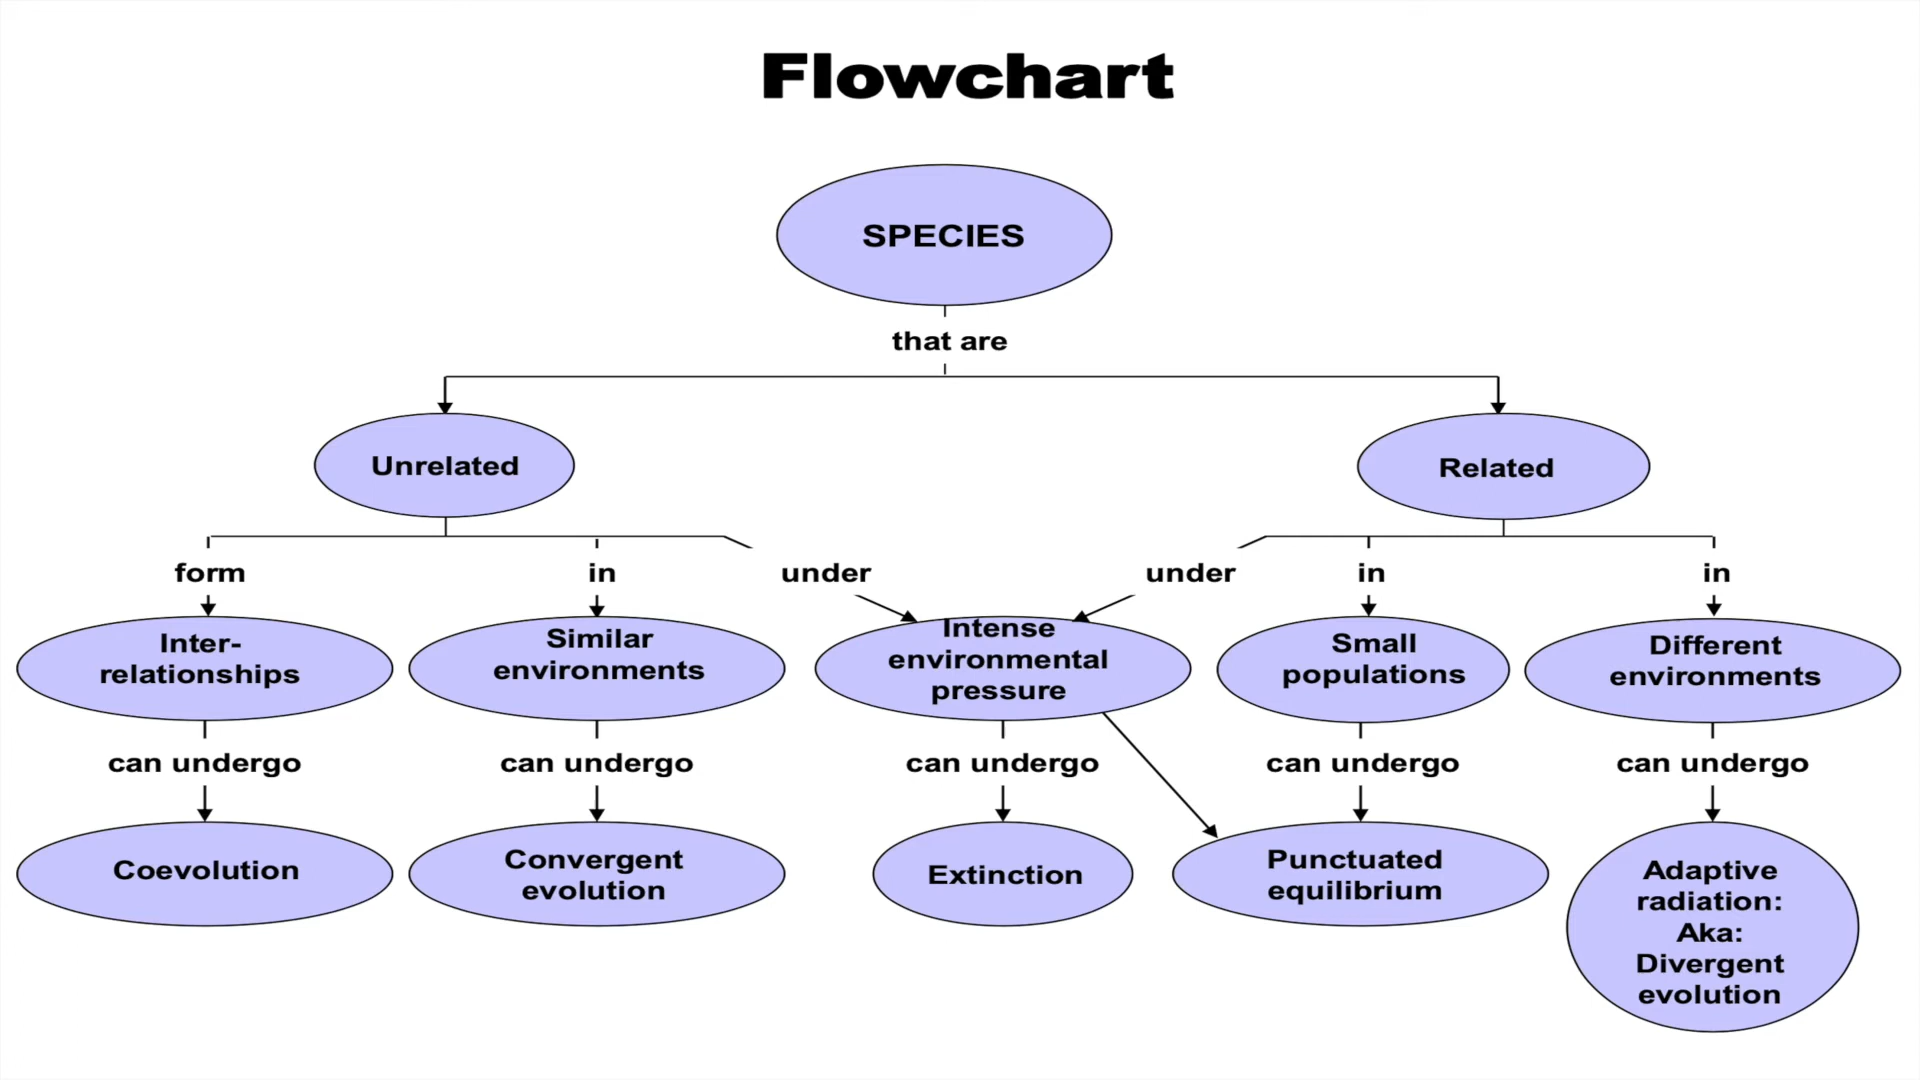 Flowchart
SPECIES
that are
Unrelated
Related
form
in
under
under
in
in
Inter-
relationships
Similar
environments
Intense
environmental
pressure
Small
populations
Different
environments
can undergo
can undergo
can undergo
can undergo
can undergo
Coevolution
Convergent
evolution
Extinction
Punctuated
equilibrium
Adaptive
radiation:
Aka:
Divergent
evolution